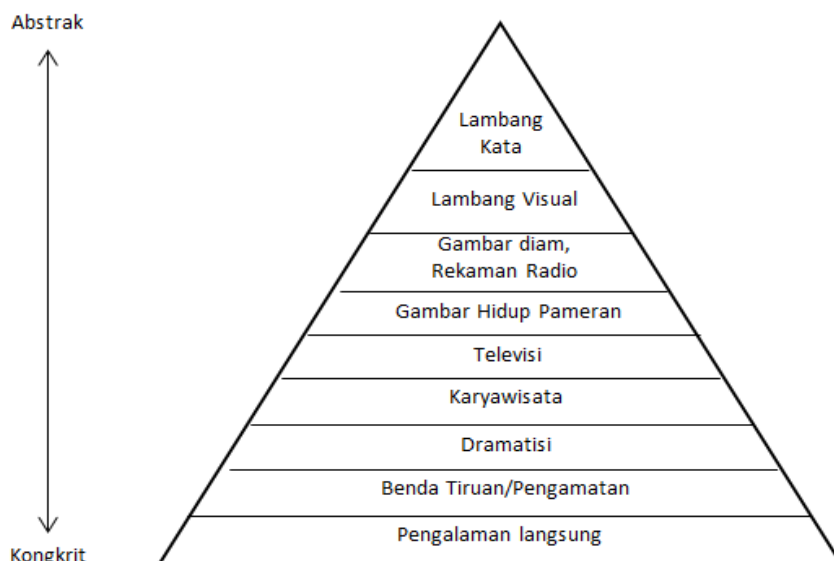 Abstrak
Lambang
Kata
Lambang Visual
Gambar diam,
Rekaman Radio
Gambar Hidup Pameran
Televisi
Karyawisata
Dramatisi
Benda Tiruan/Pengamatan
Pengalaman langsung
Kongkrit